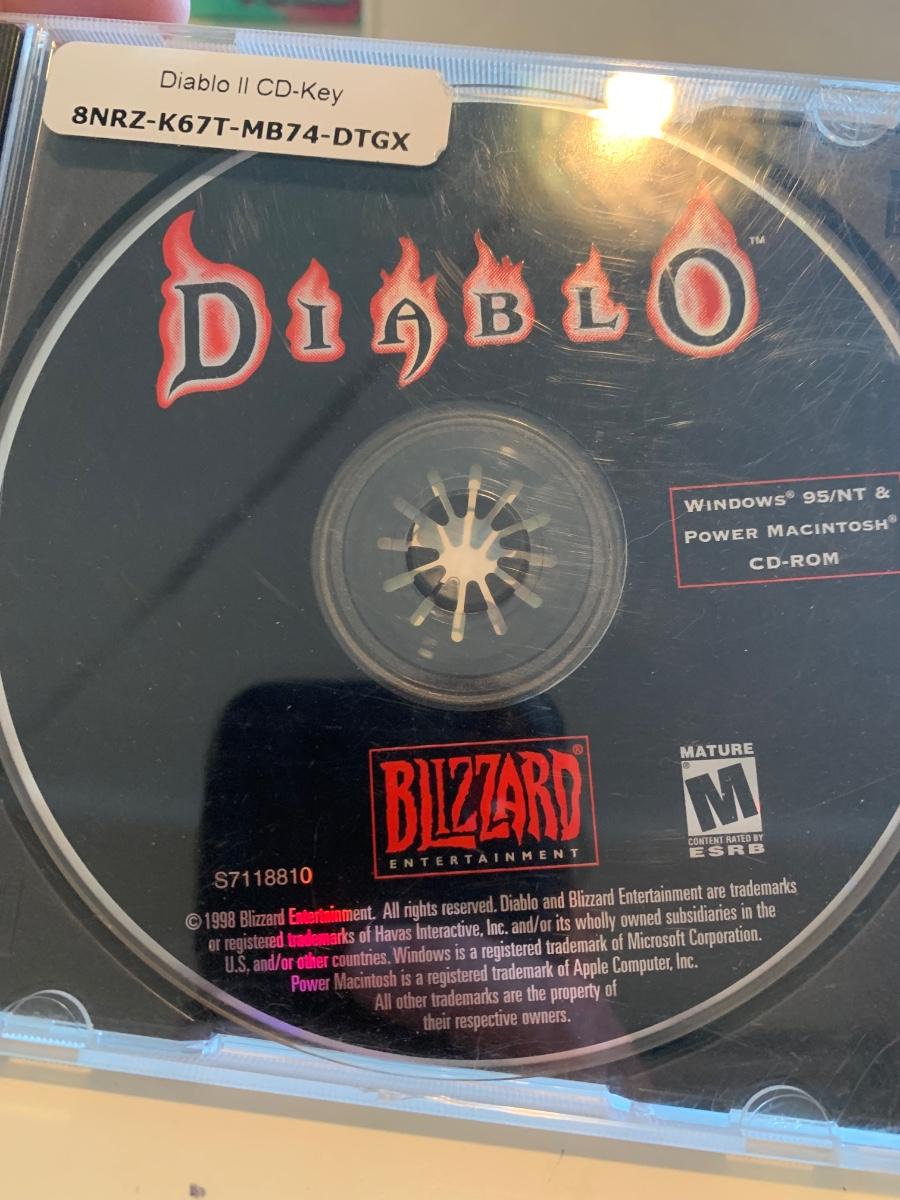 Diablo II CD-Key
8NRZ-K67T-MB74-DTGX
DIABLO™
WINDOWS® 95/NT &
POWER MACINTOSH®
CD-ROM
BLIZZARD®
ENTERTAINMENT
MATURE
M®
CONTENT RATED BY
ESRB
S7118810
© 1998 Blizzard Entertainment. All rights reserved. Diablo and Blizzard Entertainment are trademarks
or registered trademarks of Havas Interactive, Inc. and/or its wholly owned subsidiaries in the
U.S, and/or other countries. Windows is a registered trademark of Microsoft Corporation.
Power Macintosh is a registered trademark of Apple Computer, Inc.
All other trademarks are the property of
their respective owners.